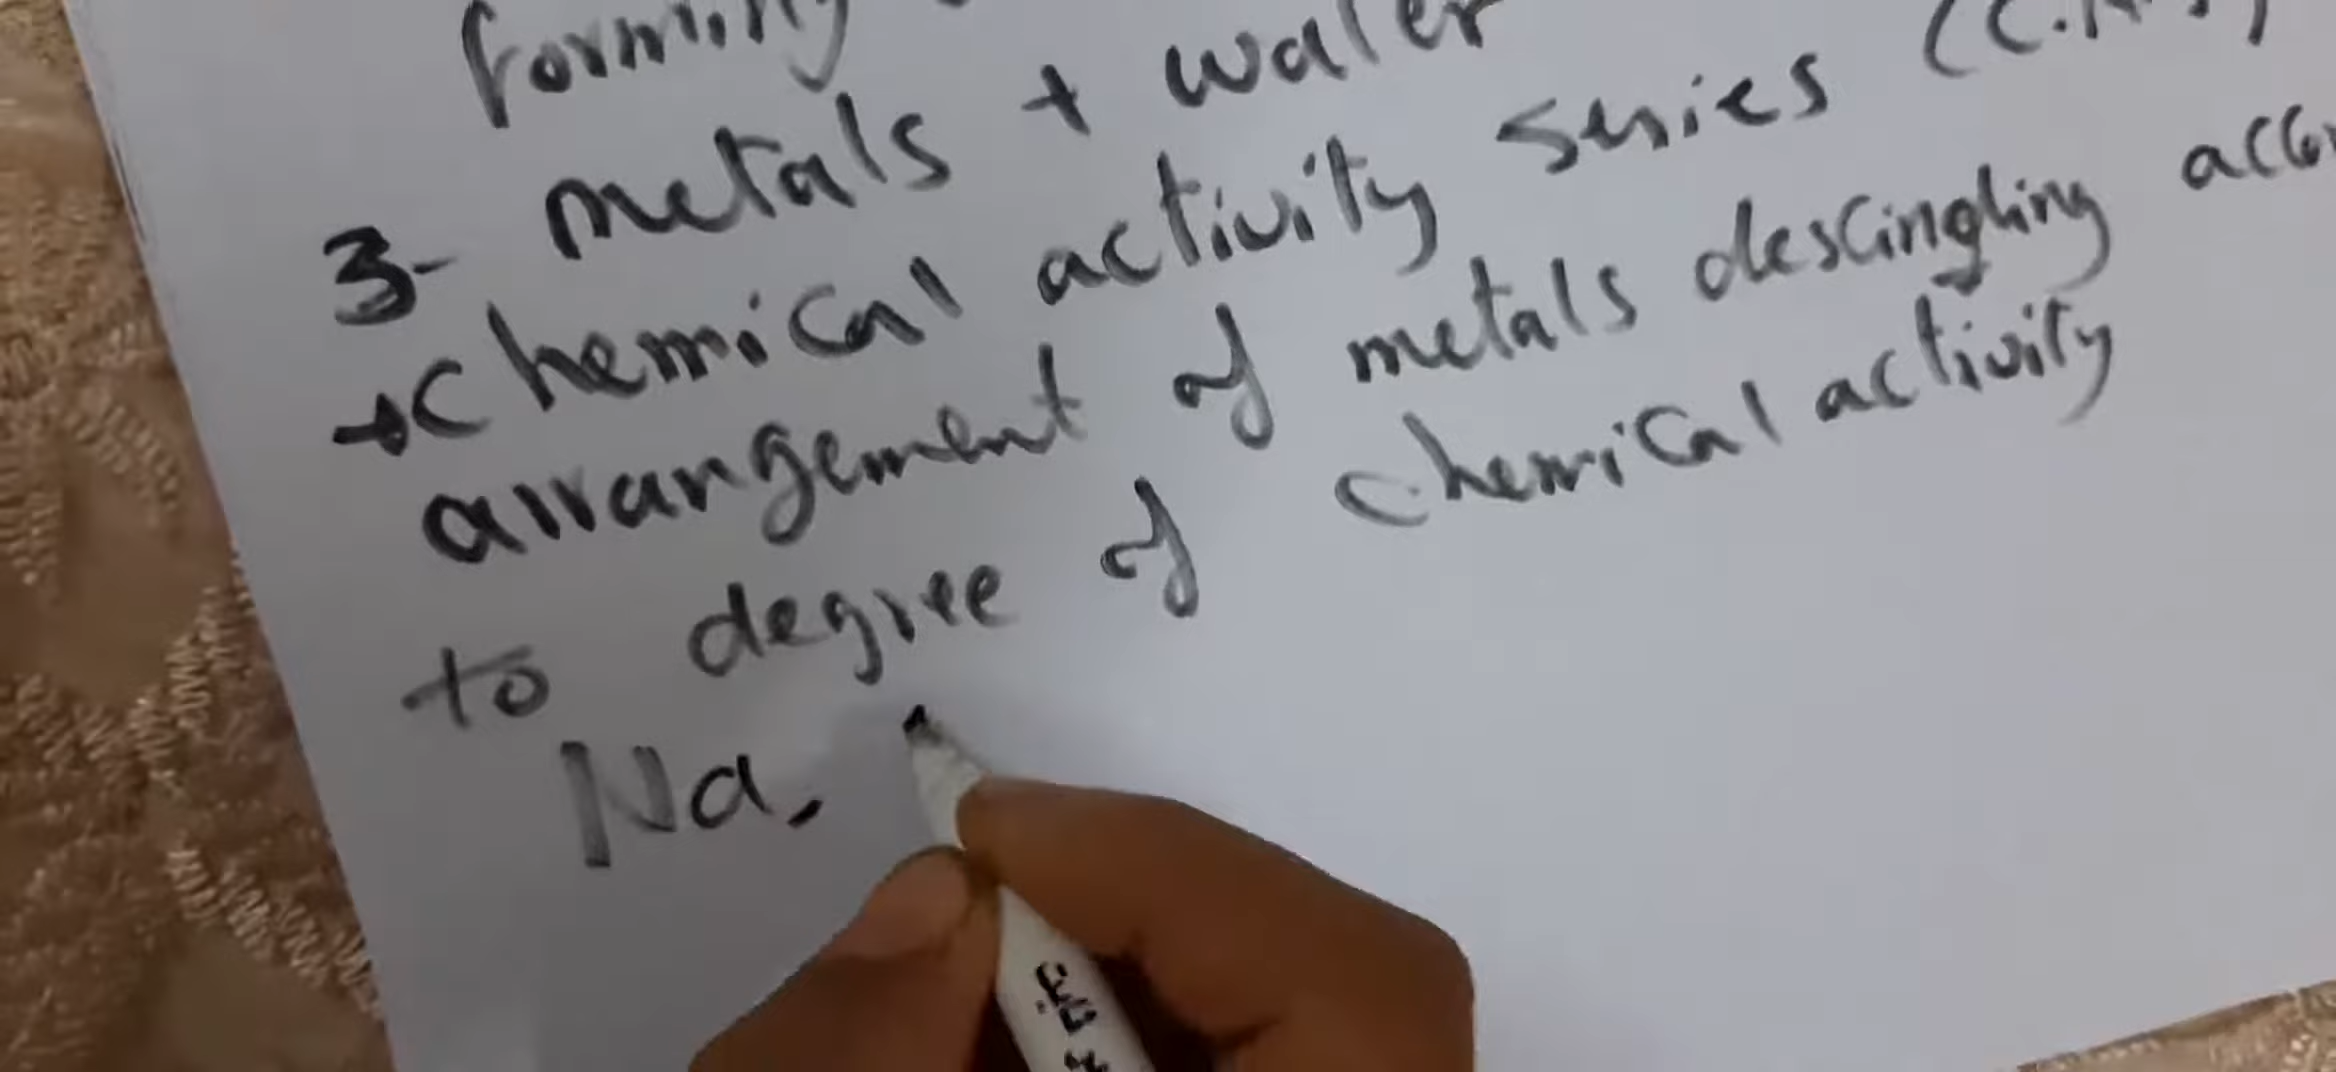 forming
3- metals + water
→ chemical activity series (C.A.S)
arrangement of metals descingling
to degree of chemical activity
Na,